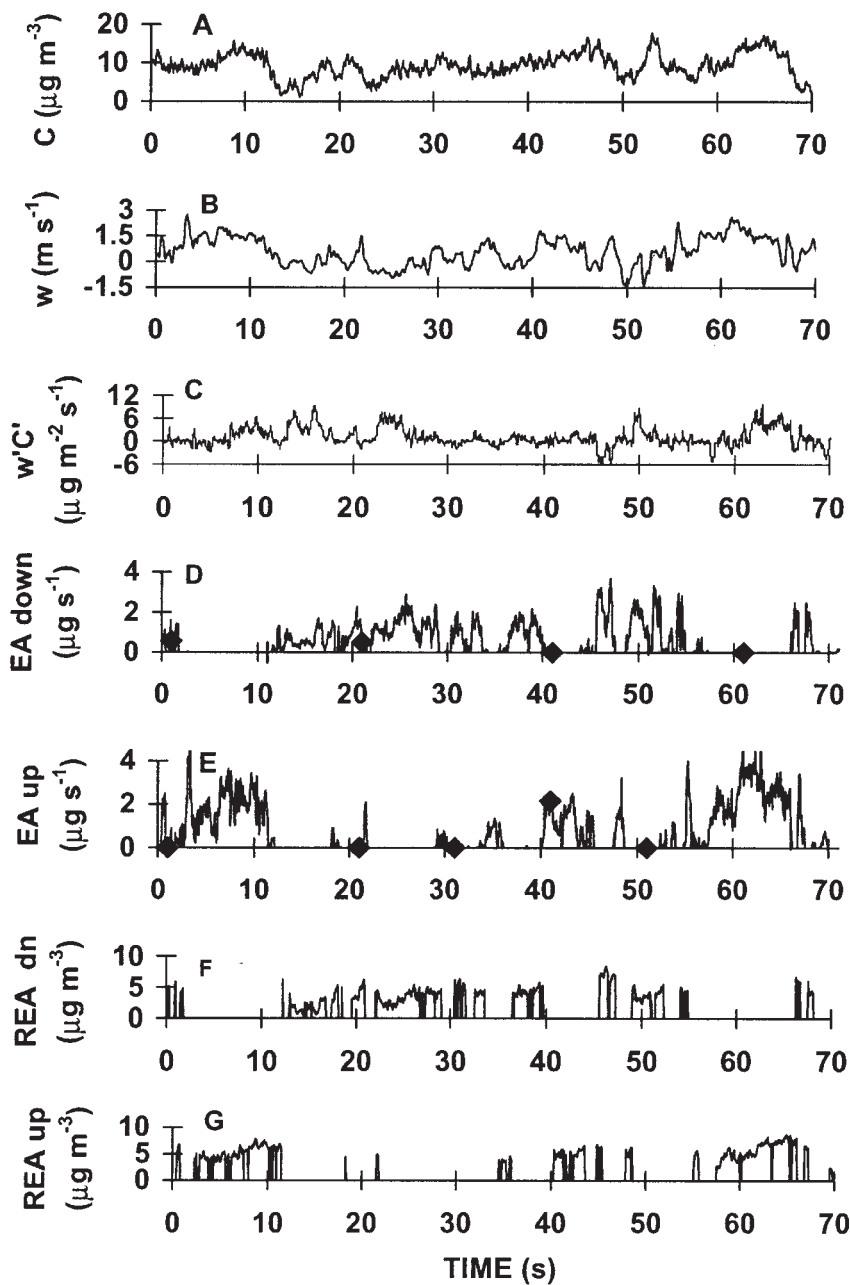 A
C (μg m-3)
20
10
0
0 10 20 30 40 50 60 70
B
w (m s-1)
3
1.5
0
-1.5
0 10 20 30 40 50 60 70
C
w'C'
(μg m-2 s-1)
12
6
0
-6
0 10 20 30 40 50 60 70
D
EA down
(μg s-1)
4
2
0
0 10 20 30 40 50 60 70
E
EA up
(μg s-1)
4
2
0
0 10 20 30 40 50 60 70
F
REA dn
(μg m-3)
10
5
0
0 10 20 30 40 50 60 70
G
REA up
(μg m-3)
10
5
0
0 10 20 30 40 50 60 70
TIME (s)